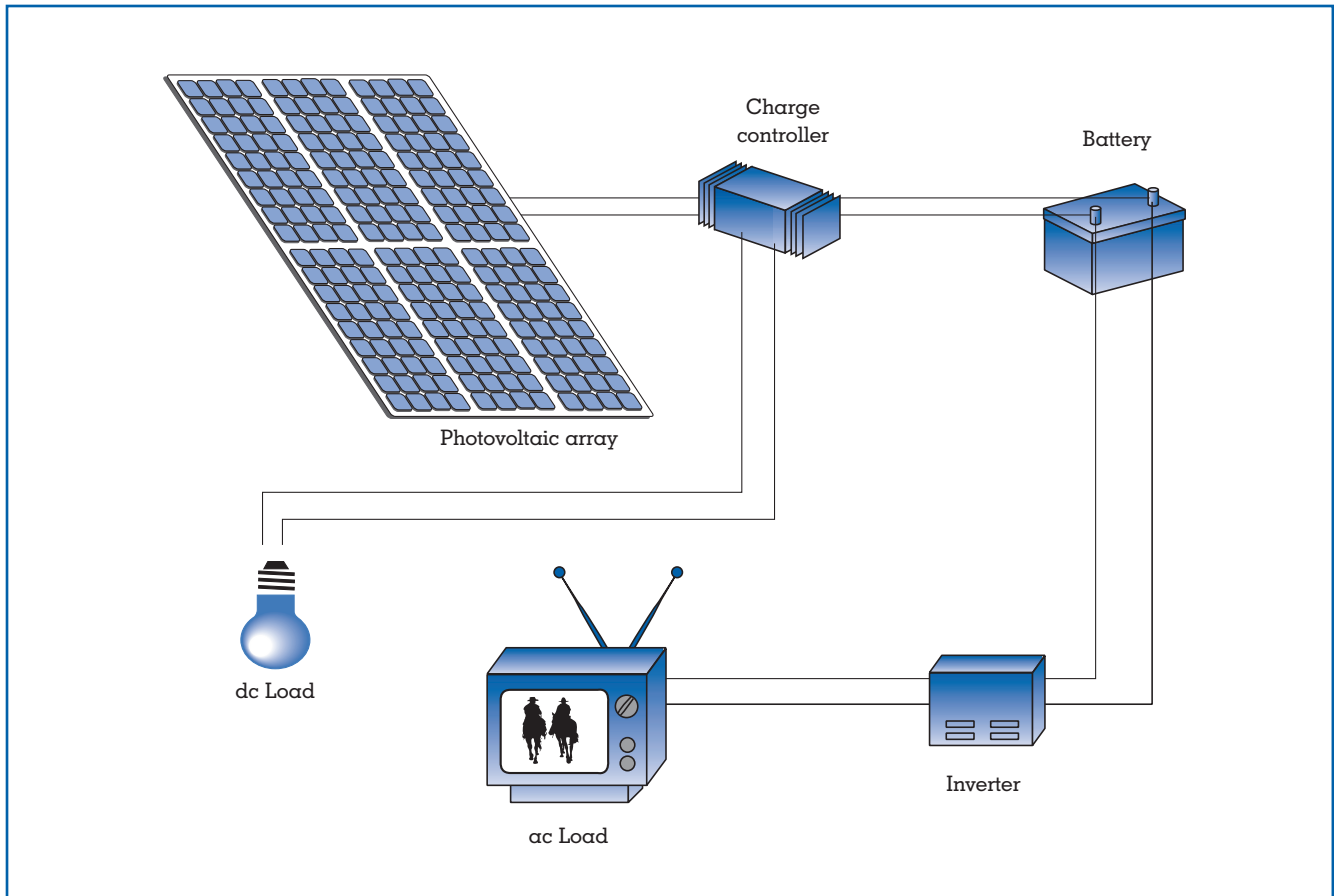 Charge
controller
Battery
Photovoltaic array
dc Load
Inverter
ac Load